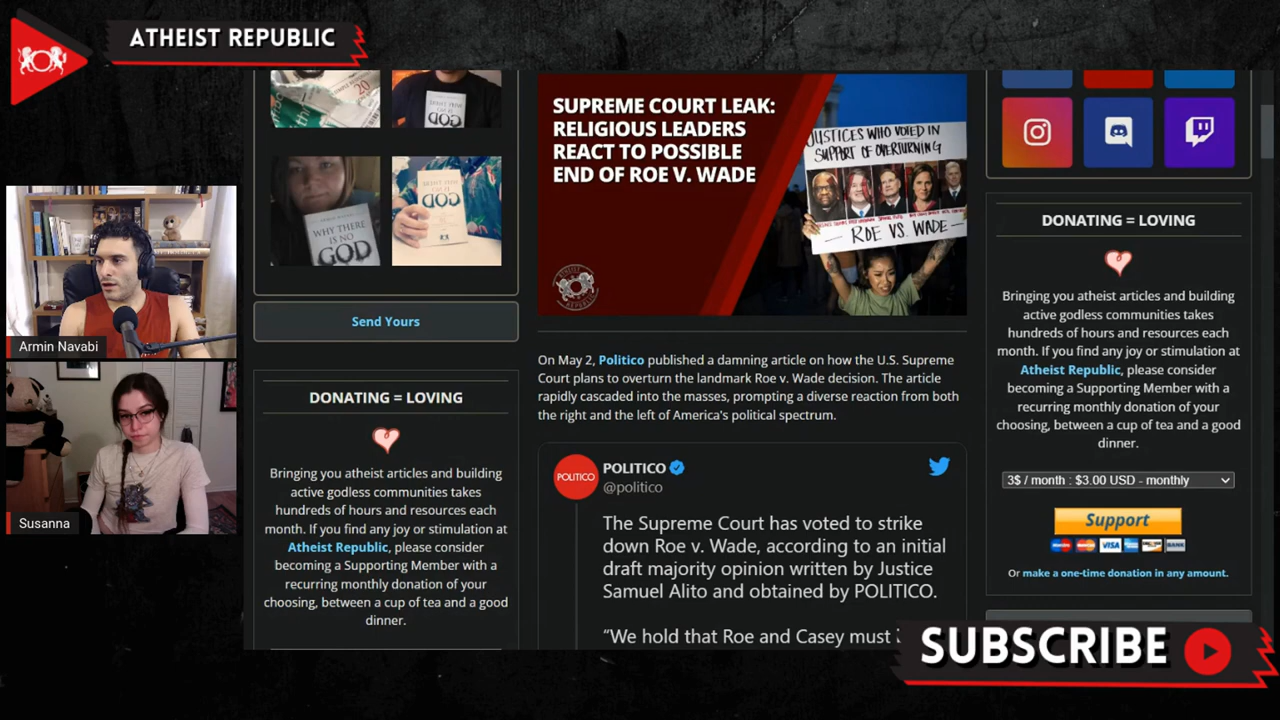 ATHEIST REPUBLIC
Armin Navabi
Susanna
20
GOD
WHY THERE
IS NO
GOD
GOD
Send Yours
DONATING = LOVING
Bringing you atheist articles and building
active godless communities takes
hundreds of hours and resources each
month. If you find any joy or stimulation at
Atheist Republic, please consider
becoming a Supporting Member with a
recurring monthly donation of your
choosing, between a cup of tea and a good
dinner.
SUPREME COURT LEAK:
RELIGIOUS LEADERS
REACT TO POSSIBLE
END OF ROE V. WADE
JUSTICES WHO VOTED IN
SUPPORT OF OVERTURNING
— ROE VS. WADE —
ATHEIST
REPUBLIC
On May 2, Politico published a damning article on how the U.S. Supreme
Court plans to overturn the landmark Roe v. Wade decision. The article
rapidly cascaded into the masses, prompting a diverse reaction from both
the right and the left of America's political spectrum.
POLITICO
POLITICO
@politico
The Supreme Court has voted to strike
down Roe v. Wade, according to an initial
draft majority opinion written by Justice
Samuel Alito and obtained by POLITICO.
“We hold that Roe and Casey must
DONATING = LOVING
Bringing you atheist articles and building
active godless communities takes
hundreds of hours and resources each
month. If you find any joy or stimulation at
Atheist Republic, please consider
becoming a Supporting Member with a
recurring monthly donation of your
choosing, between a cup of tea and a good
dinner.
3$ / month : $3.00 USD - monthly
Support
VISA
BANK
Or make a one-time donation in any amount.
SUBSCRIBE